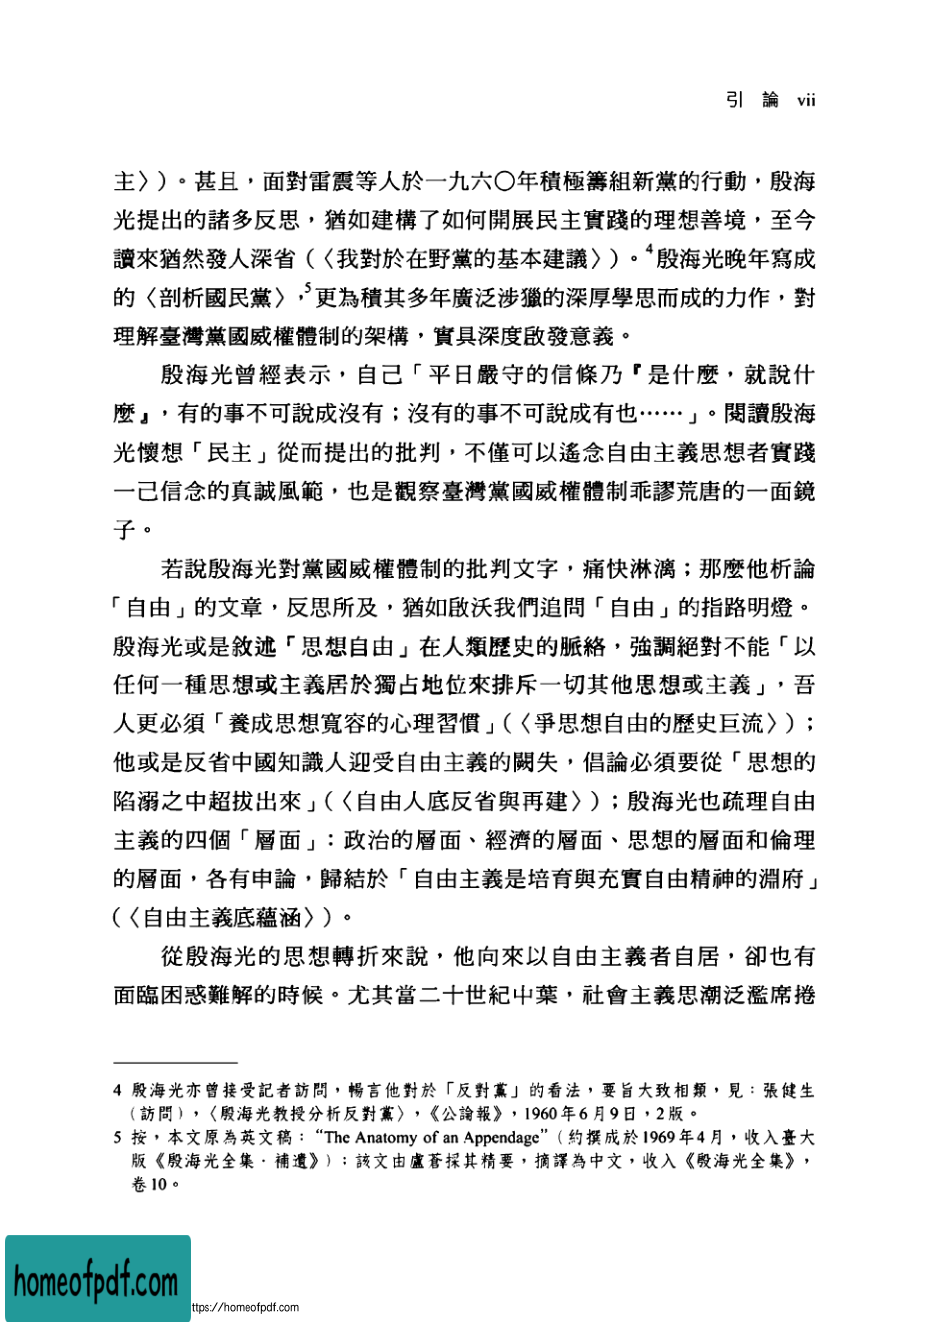 引　論　vii
主〉）。甚且，面對雷震等人於一九六〇年積極籌組新黨的行動，殷海
光提出的諸多反思，猶如建構了如何開展民主實踐的理想善境，至今
讀來猶然發人深省（〈我對於在野黨的基本建議〉）。4殷海光晚年寫成
的〈剖析國民黨〉，5更為積其多年廣泛涉獵的深厚學思而成的力作，對
理解臺灣黨國威權體制的架構，實具深度啟發意義。
殷海光曾經表示，自己「平日嚴守的信條乃『是什麼，就說什
麼』，有的事不可說成沒有；沒有的事不可說成有也……」。閱讀殷海
光懷想「民主」從而提出的批判，不僅可以遙念自由主義思想者實踐
一己信念的真誠風範，也是觀察臺灣黨國威權體制乖謬荒唐的一面鏡
子。
若說殷海光對黨國威權體制的批判文字，痛快淋漓；那麼他析論
「自由」的文章，反思所及，猶如啟沃我們追問「自由」的指路明燈。
殷海光或是敘述「思想自由」在人類歷史的脈絡，強調絕對不能「以
任何一種思想或主義居於獨占地位來排斥一切其他思想或主義」，吾
人更必須「養成思想寬容的心理習慣」（〈爭思想自由的歷史巨流〉）；
他或是反省中國知識人迎受自由主義的闕失，倡論必須要從「思想的
陷溺之中超拔出來」（〈自由人底反省與再建〉）；殷海光也疏理自由
主義的四個「層面」：政治的層面、經濟的層面、思想的層面和倫理
的層面，各有申論，歸結於「自由主義是培育與充實自由精神的淵府」
（〈自由主義底蘊涵〉）。
從殷海光的思想轉折來說，他向來以自由主義者自居，卻也有
面臨困惑難解的時候。尤其當二十世紀中葉，社會主義思潮泛濫席捲
4 殷海光亦曾接受記者訪問，暢言他對於「反對黨」的看法，要旨大致相類，見：張健生
（訪問），〈殷海光教授分析反對黨〉，《公論報》，1960年6月9日，2版。
5 按，本文原為英文稿：“The Anatomy of an Appendage”（約撰成於1969年4月，收入臺大
版《殷海光全集·補遺》）；該文由盧蒼採其精要，摘譯為中文，收入《殷海光全集》，
卷10。
homeofpdf.com
ttps://homeofpdf.com